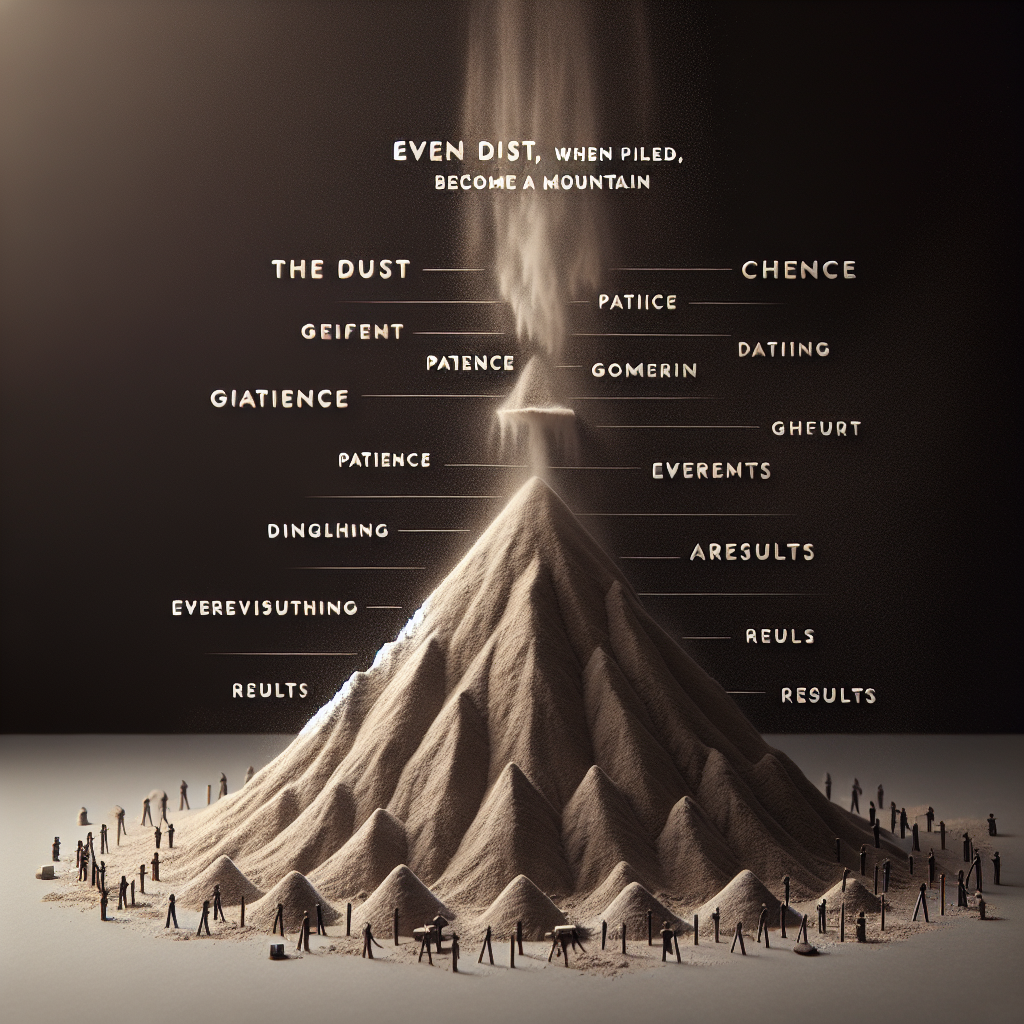 EVEN DIST, WHEN PILED,
BECOME A MOUNTAIN
THE DUST
CHENCE
PATIICE
GEIFENT
DATIING
PATENCE
GOMERIN
GIATIENCE
GHEURT
PATIENCE
EVEREMTS
DINGLHING
ARESULTS
EVEREVISUTHING
REULS
REULTS
RESULTS